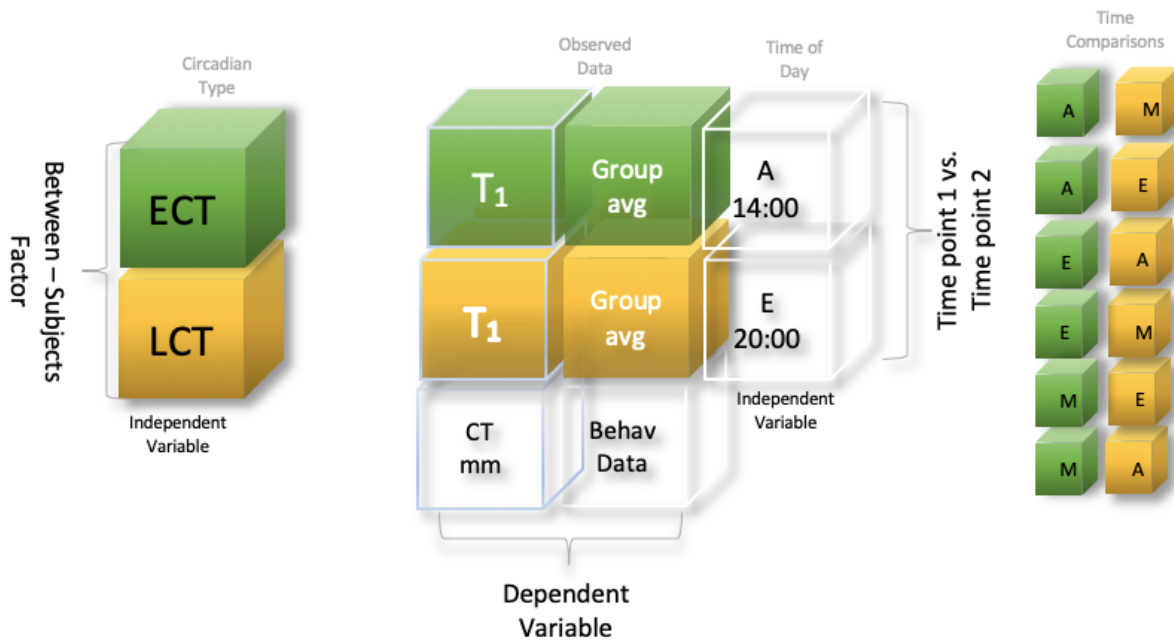 Circadian
Type
Between – Subjects
Factor
ECT
LCT
Independent
Variable
Observed
Data
Time of
Day
T1
Group
avg
A
14:00
T1
Group
avg
E
20:00
CT
mm
Behav
Data
Independent
Variable
Dependent
Variable
Time point 1 vs.
Time point 2
Time
Comparisons
A M
A E
E A
E M
M E
M A